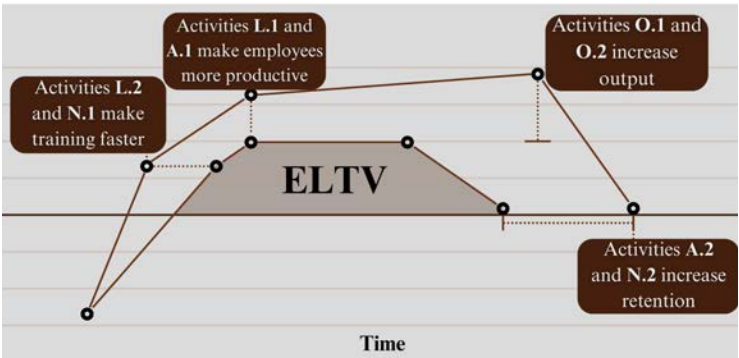 Activities L.1 and
A.1 make employees
more productive
Activities O.1 and
O.2 increase
output
Activities L.2
and N.1 make
training faster
ELTV
Activities A.2
and N.2 increase
retention
Time